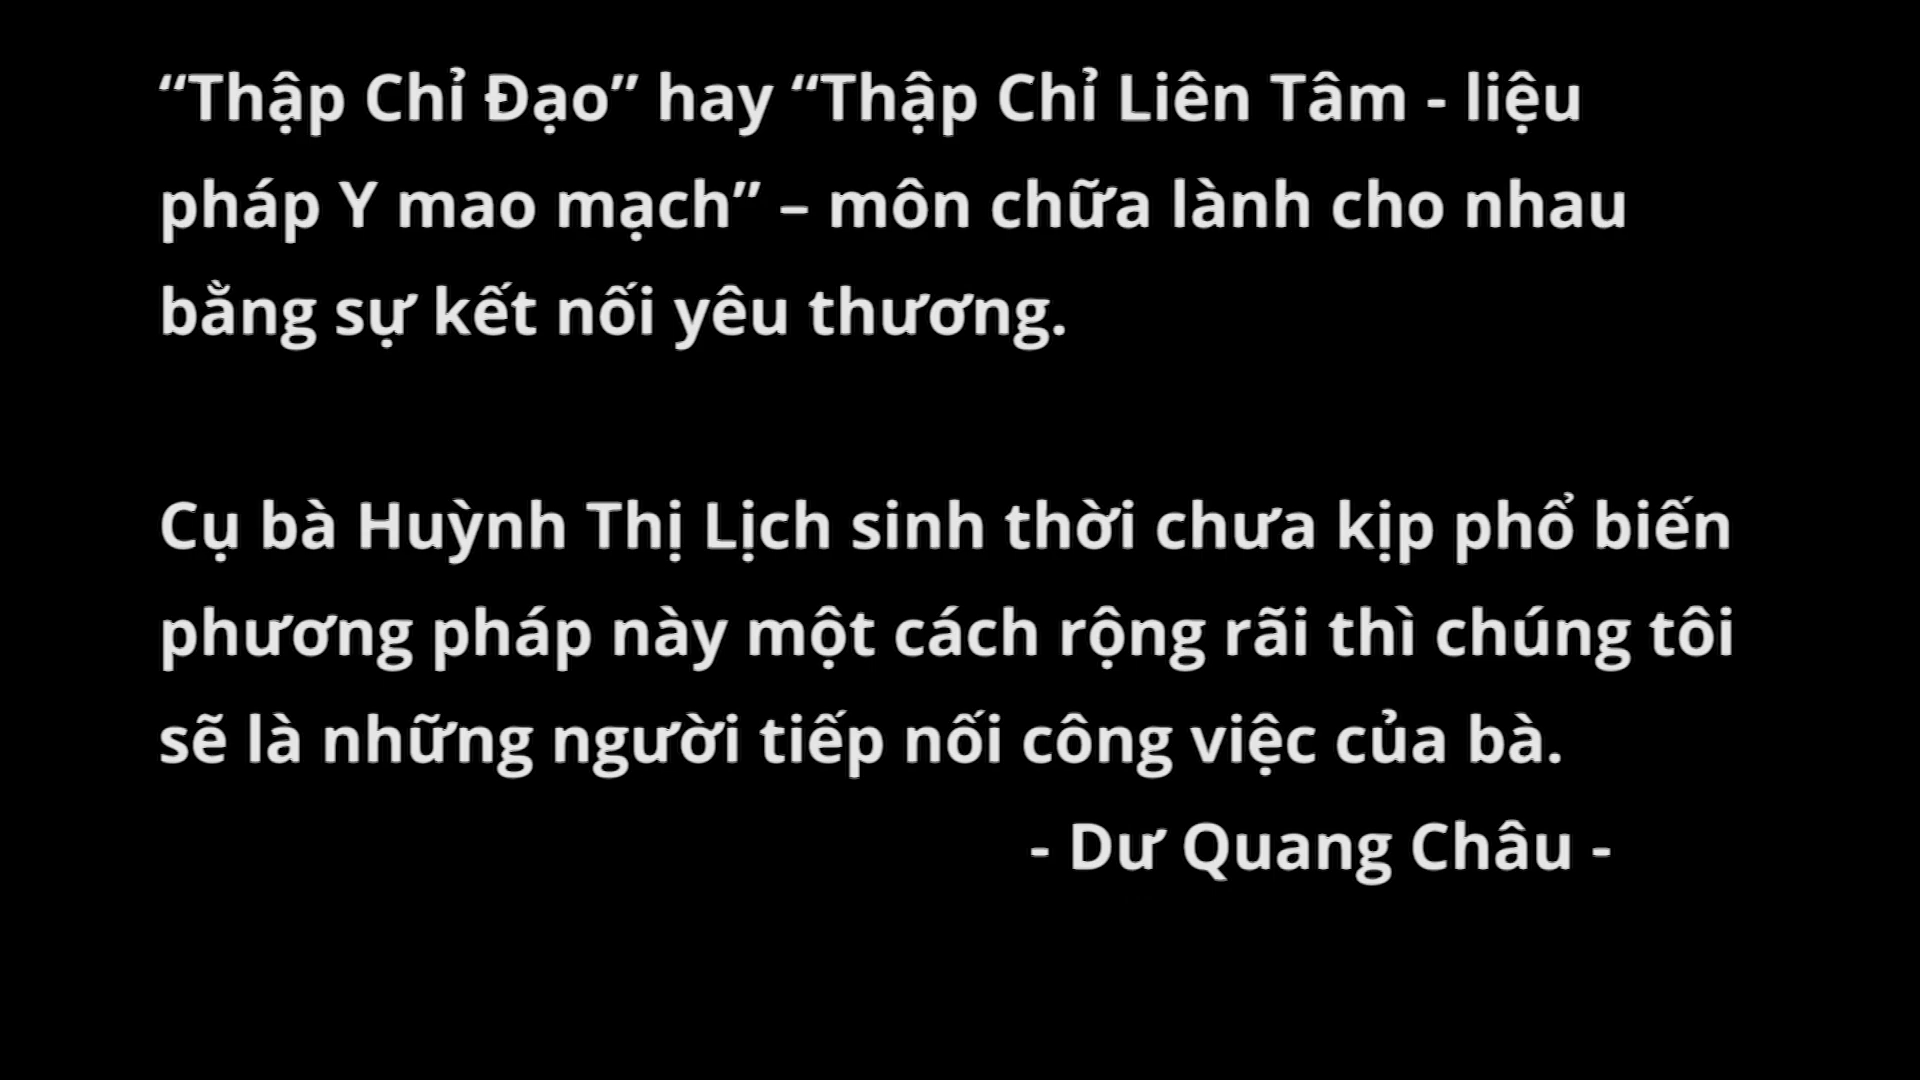 “Thập Chỉ Đạo” hay “Thập Chỉ Liên Tâm - liệu
pháp Y mao mạch” – môn chữa lành cho nhau
bằng sự kết nối yêu thương.
Cụ bà Huỳnh Thị Lịch sinh thời chưa kịp phổ biến
phương pháp này một cách rộng rãi thì chúng tôi
sẽ là những người tiếp nối công việc của bà.
- Dư Quang Châu -